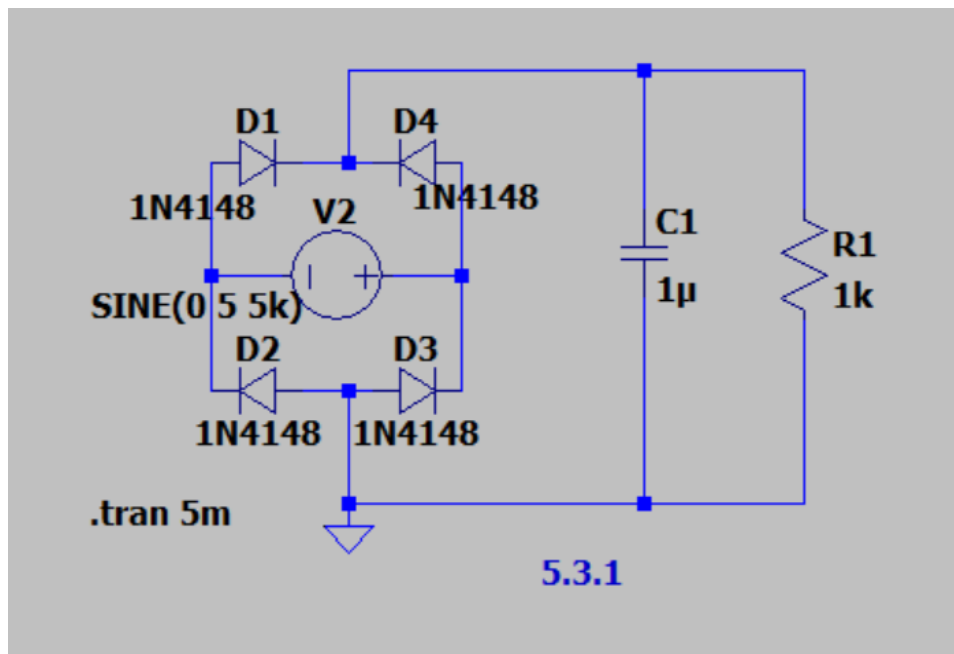 D1
D4
1N4148
1N4148
V2
C1
R1
1µ
1k
SINE(0 5 5k)
D2
D3
1N4148
1N4148
.tran 5m
5.3.1